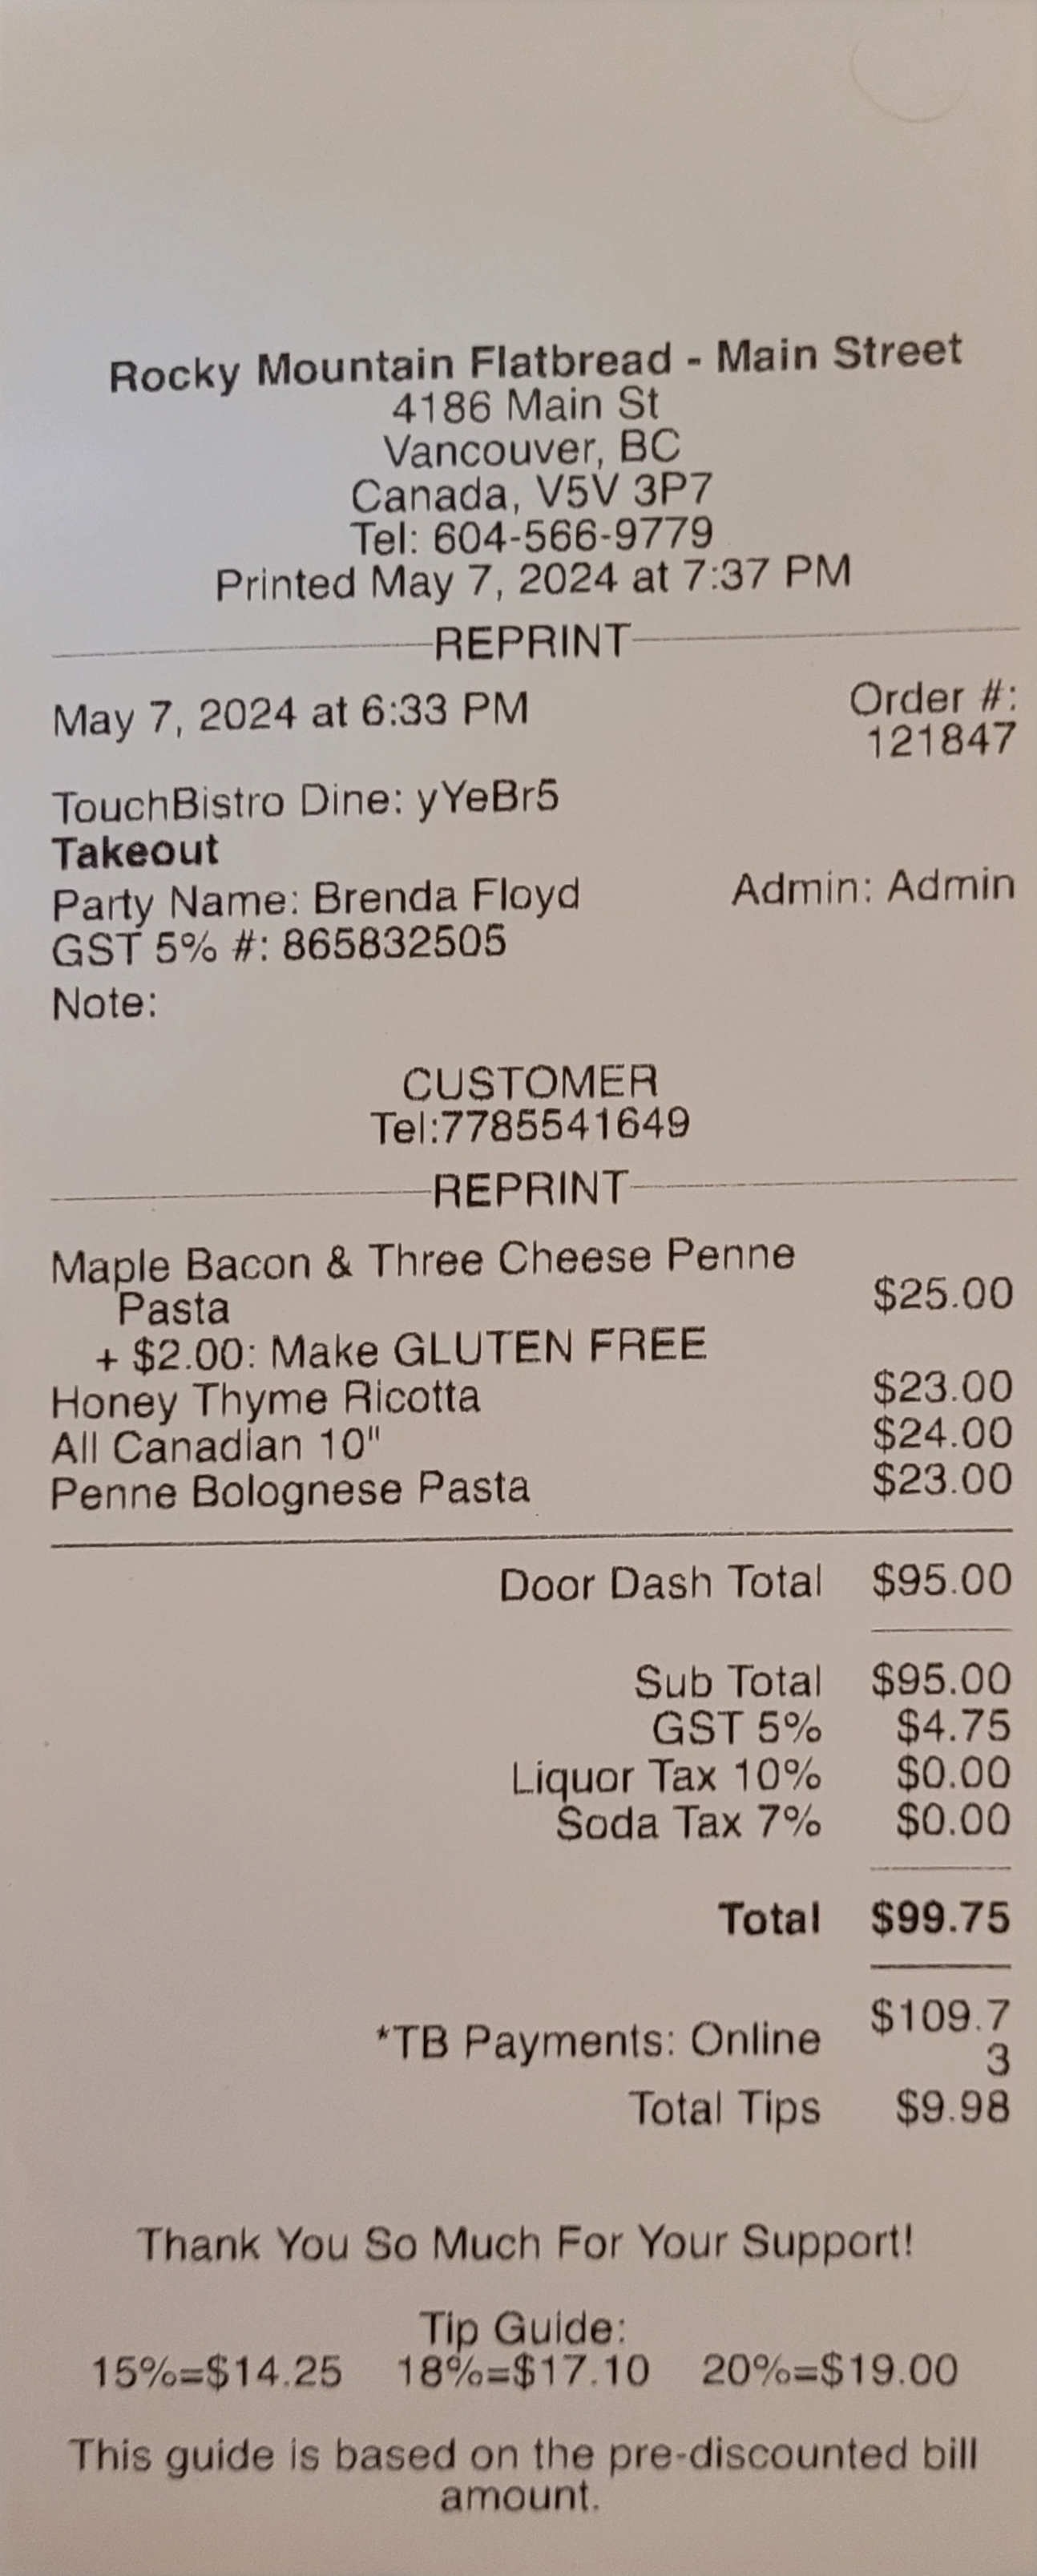 Rocky Mountain Flatbread - Main Street
4186 Main St
Vancouver, BC
Canada, V5V 3P7
Tel: 604-566-9779
Printed May 7, 2024 at 7:37 PM
REPRINT
May 7, 2024 at 6:33 PM Order #:
121847
TouchBistro Dine: yYeBr5
Takeout
Party Name: Brenda Floyd Admin: Admin
GST 5% #: 865832505
Note:
CUSTOMER
Tel:7785541649
REPRINT
Maple Bacon & Three Cheese Penne
Pasta $25.00
+ $2.00: Make GLUTEN FREE
Honey Thyme Ricotta $23.00
All Canadian 10" $24.00
Penne Bolognese Pasta $23.00
Door Dash Total $95.00
Sub Total $95.00
GST 5% $4.75
Liquor Tax 10% $0.00
Soda Tax 7% $0.00
Total $99.75
*TB Payments: Online $109.7
3
Total Tips $9.98
Thank You So Much For Your Support!
Tip Guide:
15%=$14.25 18%=$17.10 20%=$19.00
This guide is based on the pre-discounted bill
amount.